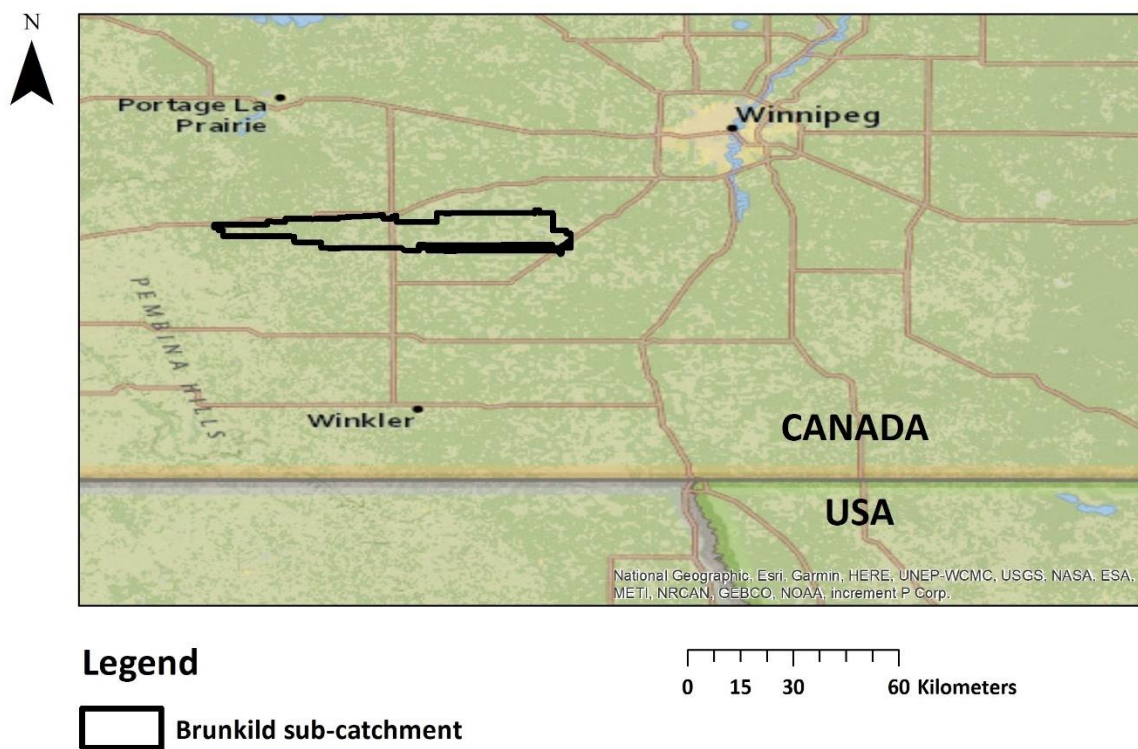 N
Portage La
Prairie
Winnipeg
PEMBINA HILLS
Winkler
CANADA
USA
National Geographic, Esri, Garmin, HERE, UNEP-WCMC, USGS, NASA, ESA,
METI, NRCAN, GEBCO, NOAA, increment P Corp.
Legend
0 15 30 60 Kilometers
Brunkild sub-catchment